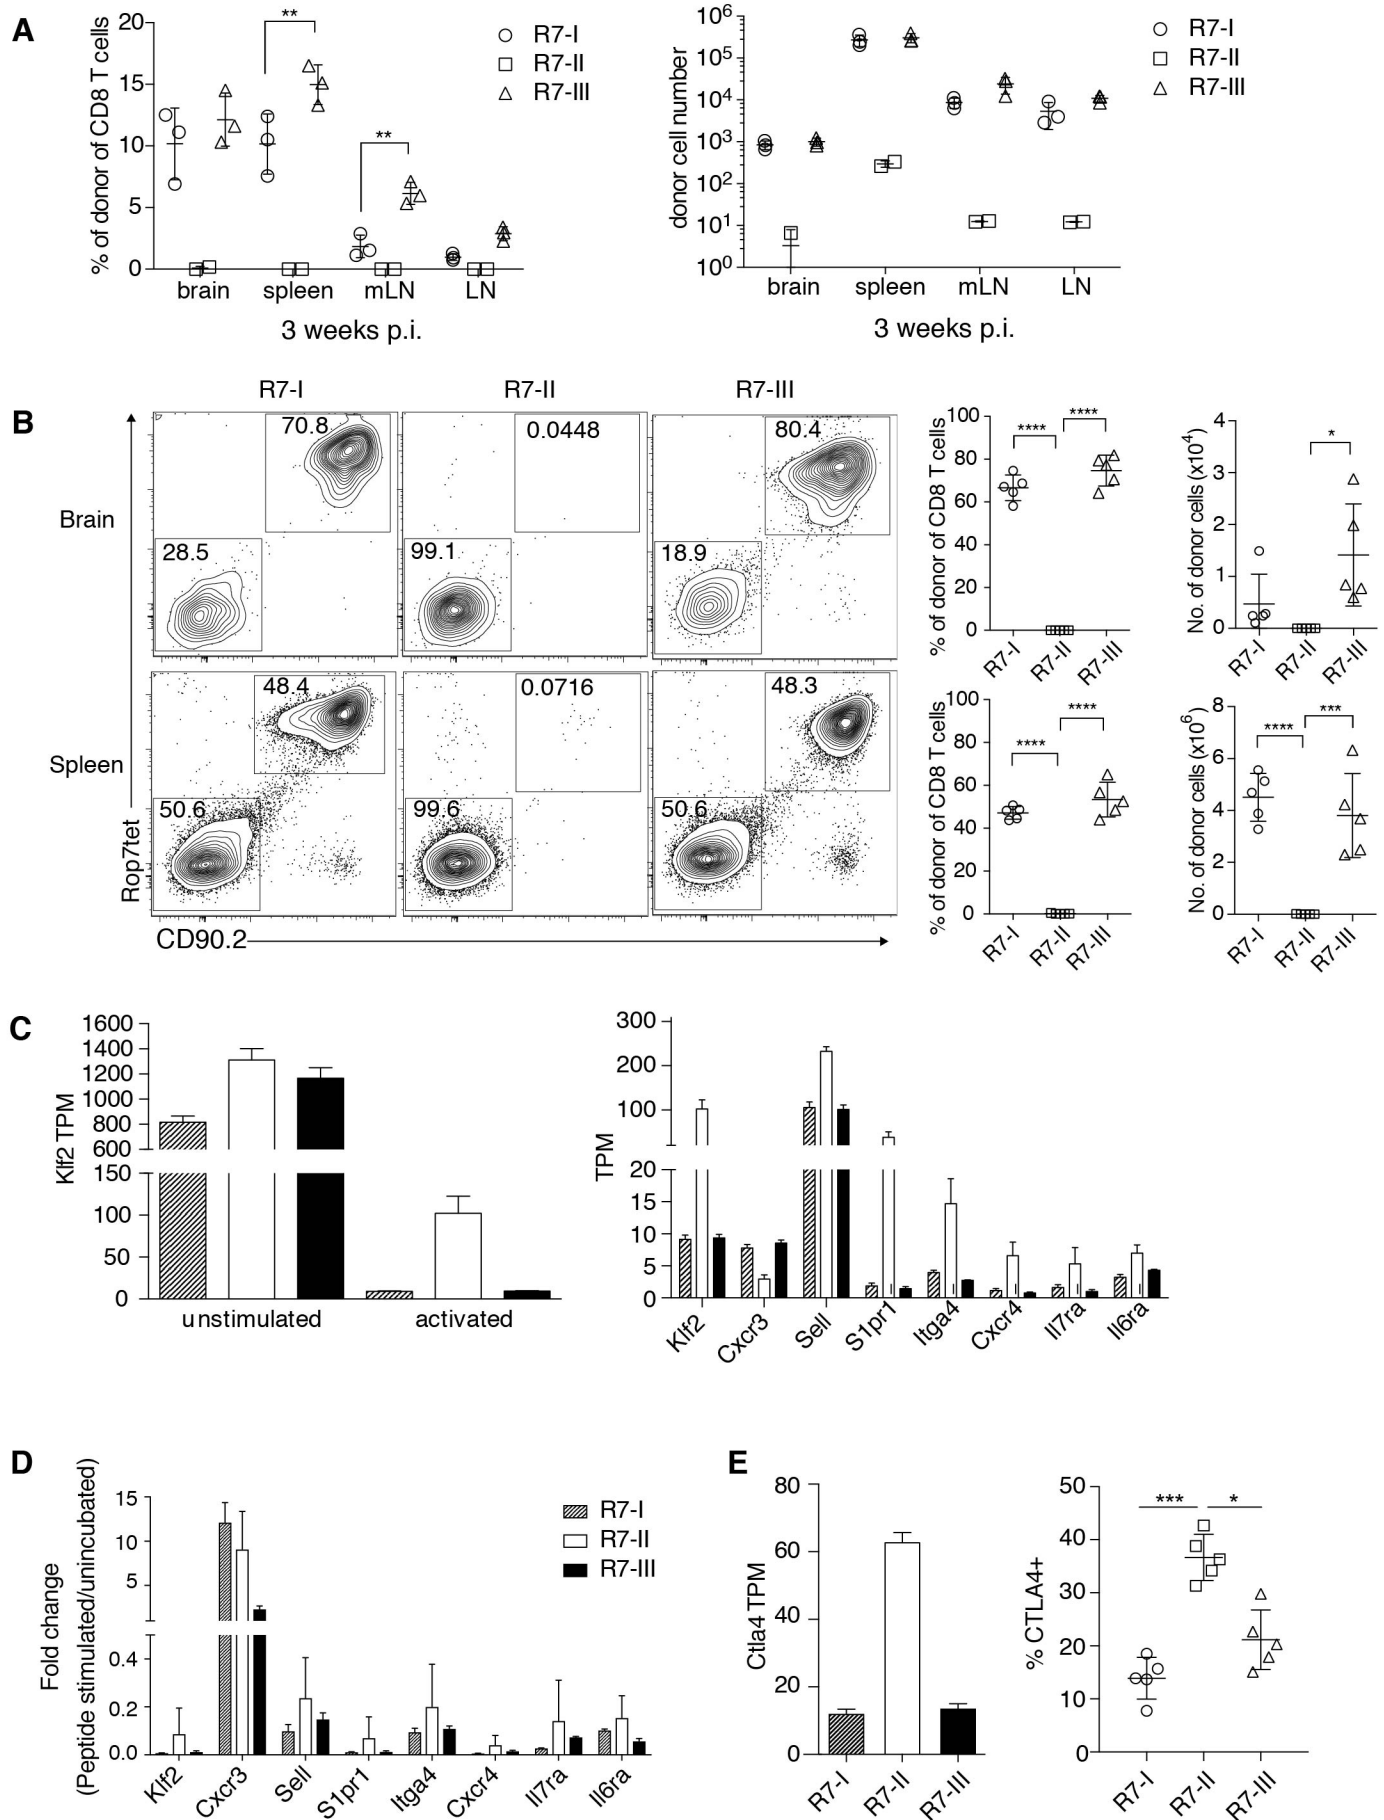 A
% of donor of CD8 T cells
20
15
10
5
0
**
**
R7-I
R7-II
R7-III
brain spleen mLN LN
3 weeks p.i.
donor cell number
10⁶
10⁵
10⁴
10³
10²
10¹
10⁰
R7-I
R7-II
R7-III
brain spleen mLN LN
3 weeks p.i.
B
R7-I R7-II R7-III
Brain
70.8
28.5
0.0448
99.1
80.4
18.9
Spleen
48.4
50.6
0.0716
99.6
48.3
50.6
Rop7tet
CD90.2
% of donor of CD8 T cells
100
80
60
40
20
0
**** ****
R7-I R7-II R7-III
No. of donor cells (x10⁴)
4
3
2
1
0
*
R7-I R7-II R7-III
% of donor of CD8 T cells
100
80
60
40
20
0
**** ****
R7-I R7-II R7-III
No. of donor cells (x10⁶)
8
6
4
2
0
**** ***
R7-I R7-II R7-III
C
Klf2 TPM
1600
1400
1200
1000
800
600
150
100
50
0
unstimulated activated
TPM
300
200
100
20
15
10
5
0
Klf2 Cxcr3 Sell S1pr1 Itga4 Cxcr4 Il7ra Il6ra
D
Fold change
(Peptide stimulated/unincubated)
15
10
5
0.4
0.2
0.0
Klf2 Cxcr3 Sell S1pr1 Itga4 Cxcr4 Il7ra Il6ra
R7-I
R7-II
R7-III
E
Ctla4 TPM
80
60
40
20
0
R7-I R7-II R7-III
% CTLA4+
50
40
30
20
10
0
*** *
R7-I R7-II R7-III